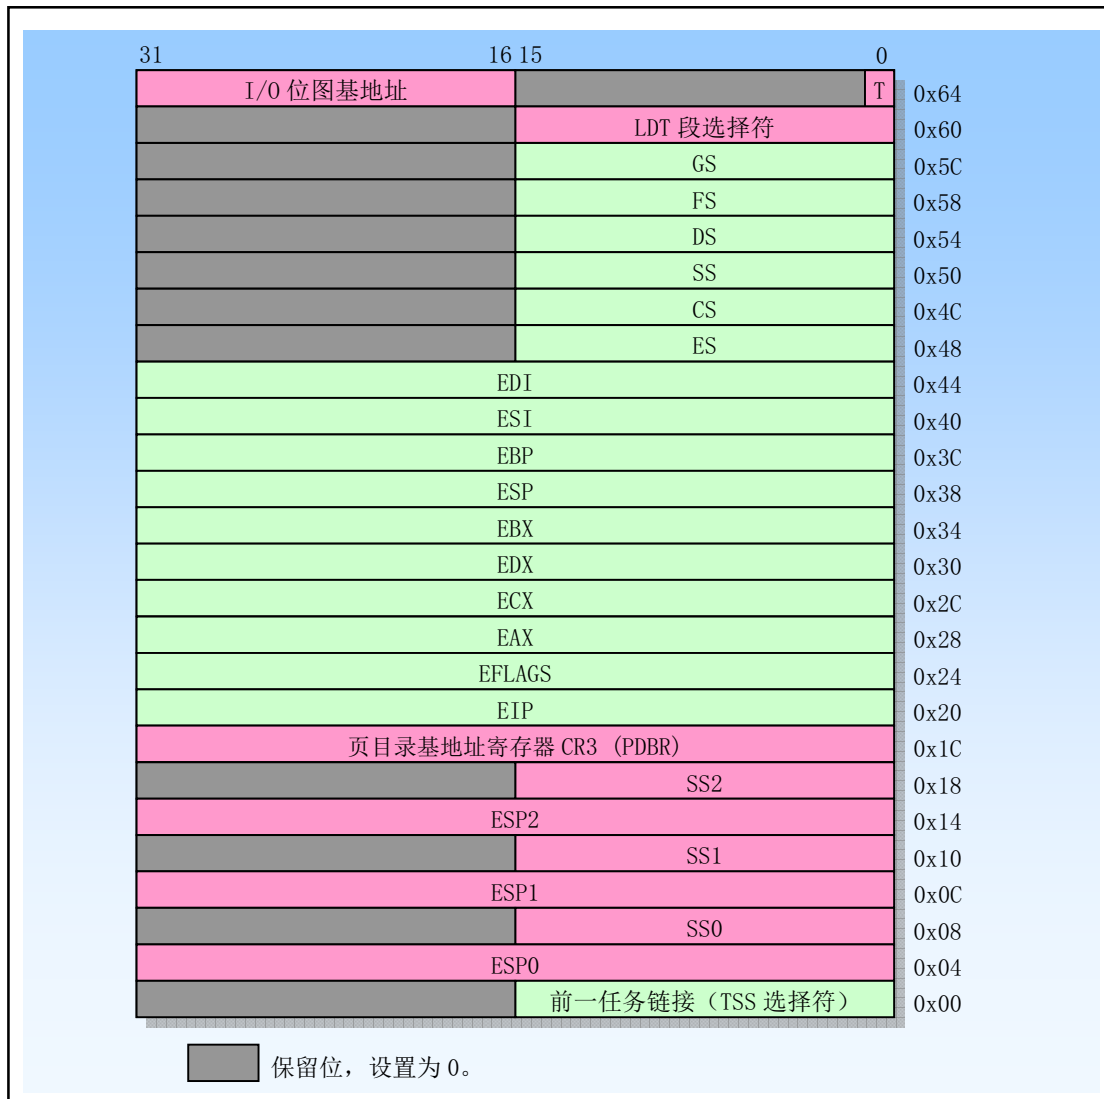 31 16 15 0
I/O 位图基地址 T 0x64
LDT 段选择符 0x60
GS 0x5C
FS 0x58
DS 0x54
SS 0x50
CS 0x4C
ES 0x48
EDI 0x44
ESI 0x40
EBP 0x3C
ESP 0x38
EBX 0x34
EDX 0x30
ECX 0x2C
EAX 0x28
EFLAGS 0x24
EIP 0x20
页目录基地址寄存器 CR3 (PDBR) 0x1C
SS2 0x18
ESP2 0x14
SS1 0x10
ESP1 0x0C
SS0 0x08
ESP0 0x04
前一任务链接（TSS 选择符） 0x00
保留位，设置为 0。